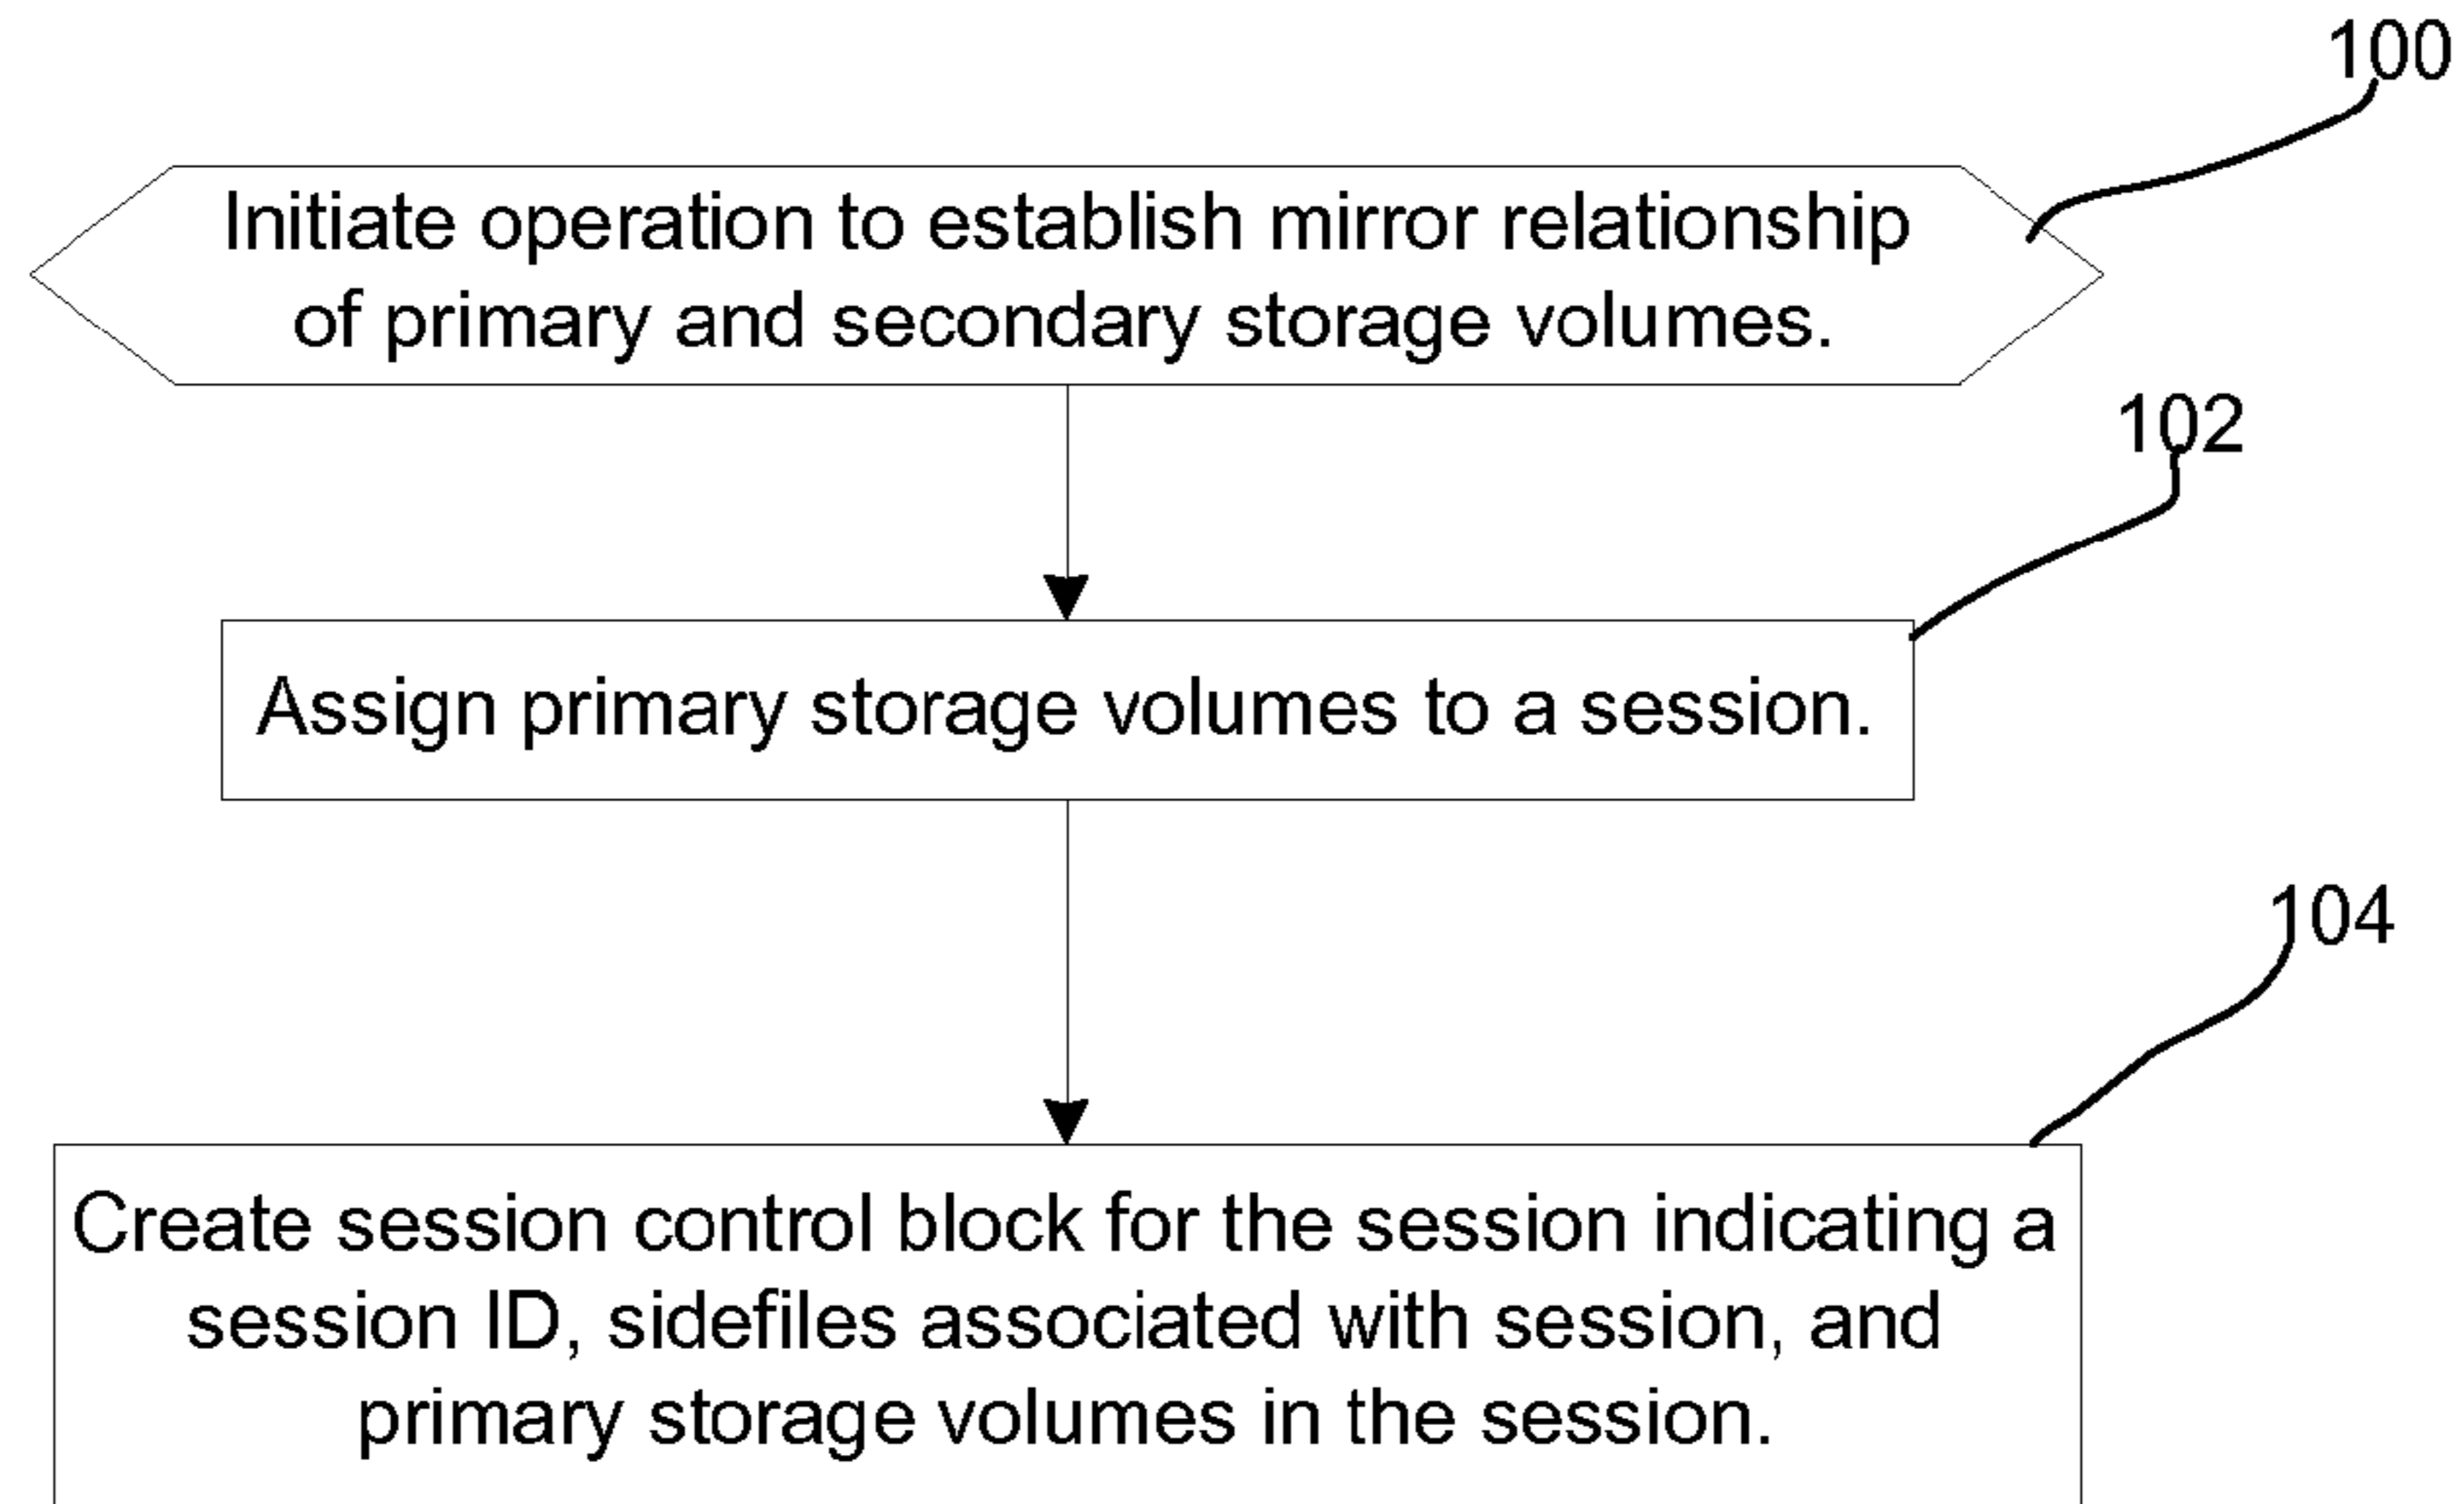 100
Initiate operation to establish mirror relationship
of primary and secondary storage volumes.
102
Assign primary storage volumes to a session.
104
Create session control block for the session indicating a
session ID, sidefiles associated with session, and
primary storage volumes in the session.